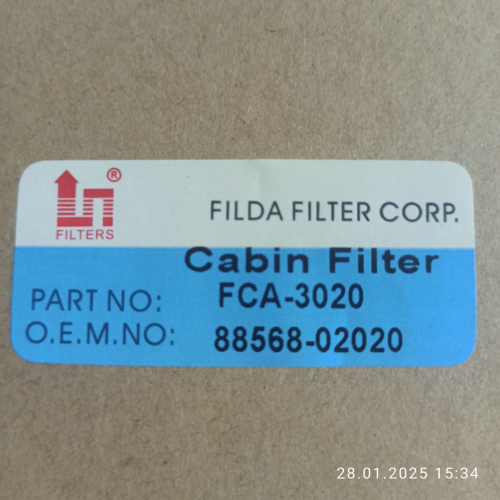 ®
FILTERS
FILDA FILTER CORP.
Cabin Filter
PART NO: FCA-3020
O.E.M.NO: 88568-02020
28.01.2025 15:34